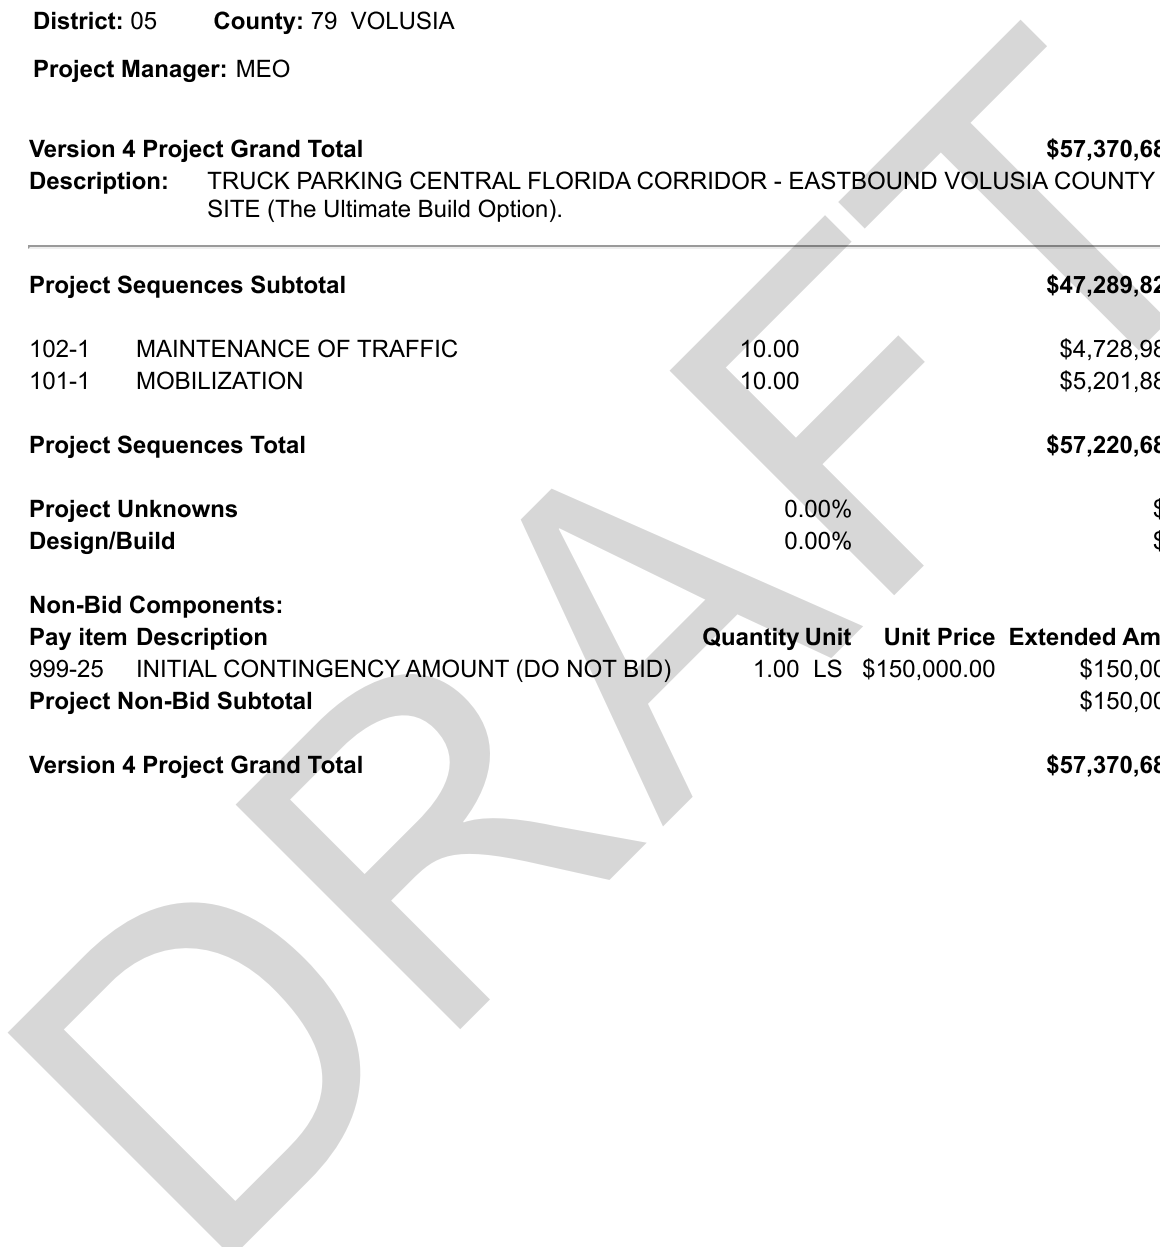 District: 05 County: 79 VOLUSIA
Project Manager: MEO
Version 4 Project Grand Total $57,370,68
Description: TRUCK PARKING CENTRAL FLORIDA CORRIDOR - EASTBOUND VOLUSIA COUNTY
SITE (The Ultimate Build Option).
Project Sequences Subtotal $47,289,82
102-1 MAINTENANCE OF TRAFFIC 10.00 $4,728,98
101-1 MOBILIZATION 10.00 $5,201,88
Project Sequences Total $57,220,68
Project Unknowns 0.00% $
Design/Build 0.00% $
Non-Bid Components:
Pay item Description Quantity Unit Unit Price Extended Am
999-25 INITIAL CONTINGENCY AMOUNT (DO NOT BID) 1.00 LS $150,000.00 $150,00
Project Non-Bid Subtotal $150,00
Version 4 Project Grand Total $57,370,68
DRAFT